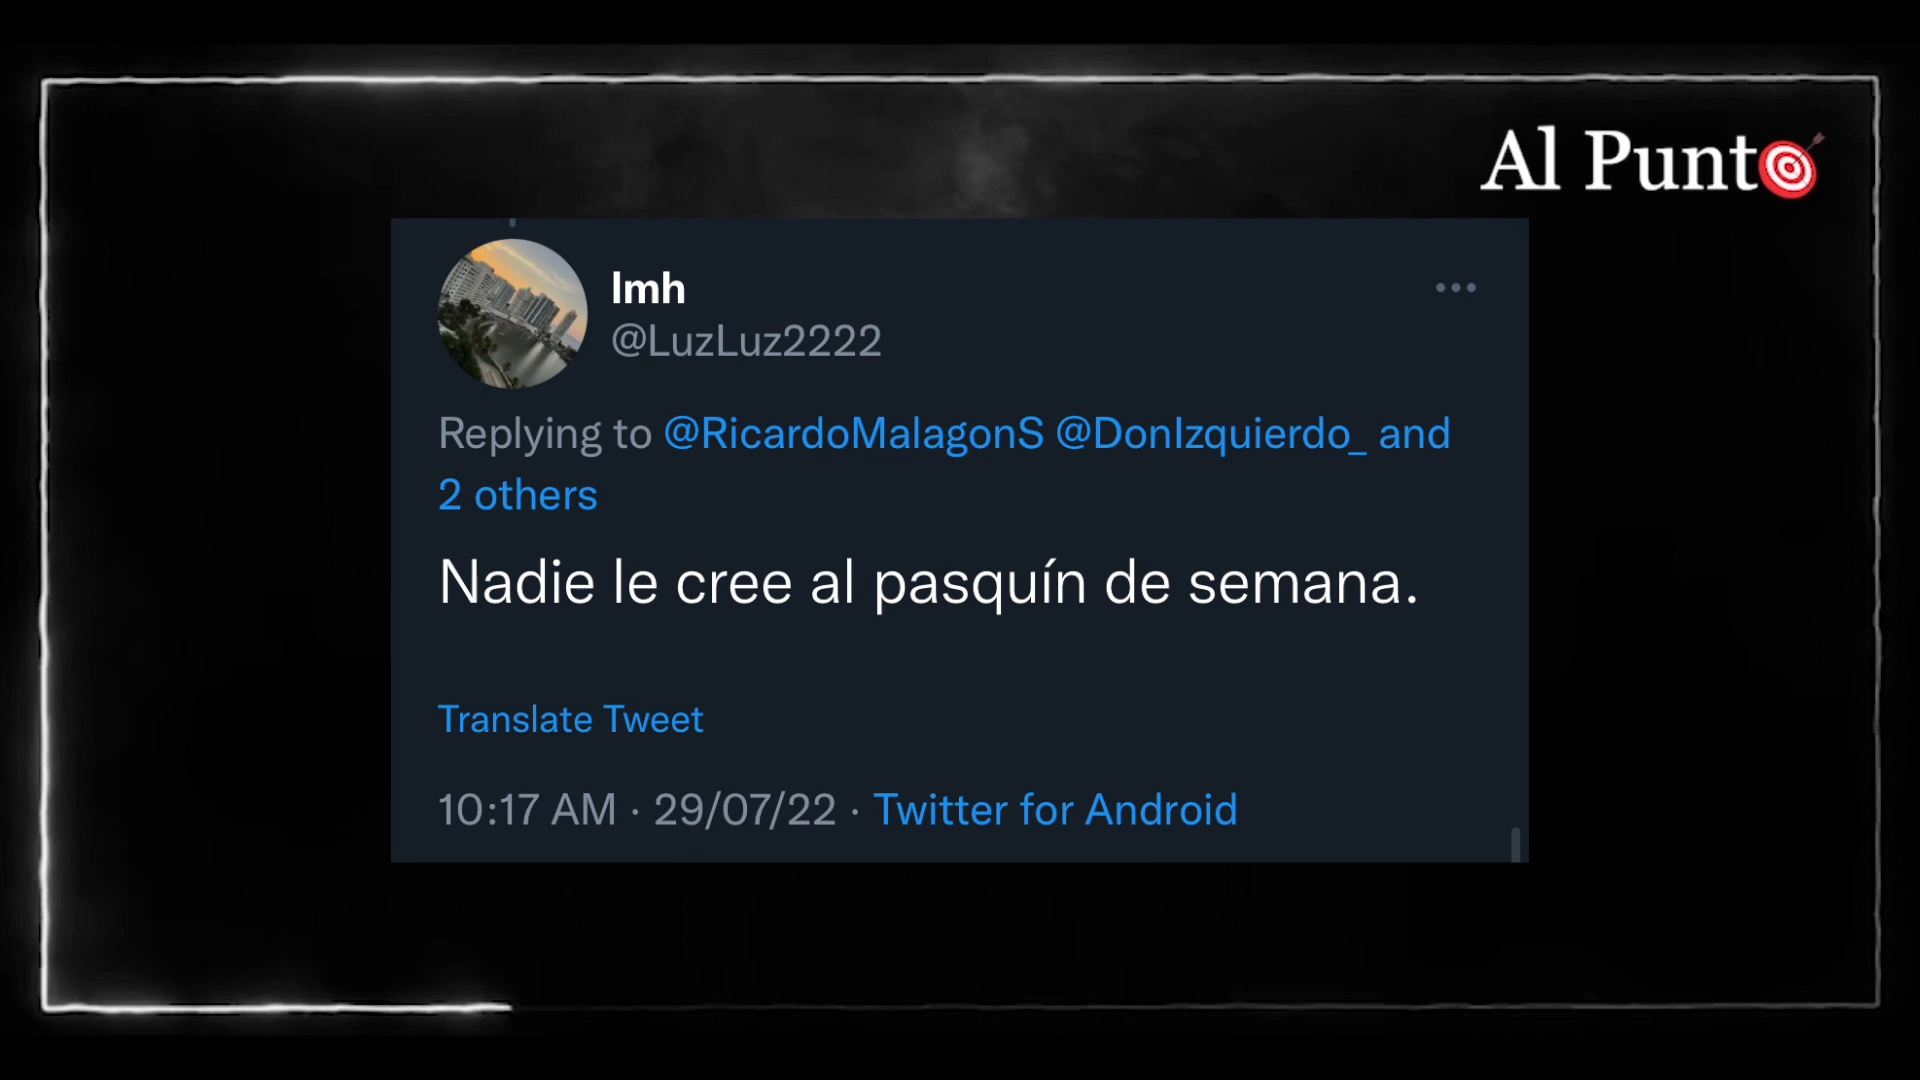 Al Punto
lmh
@LuzLuz2222
Replying to @RicardoMalagonS @DonIzquierdo_ and
2 others
Nadie le cree al pasquín de semana.
Translate Tweet
10:17 AM · 29/07/22 · Twitter for Android